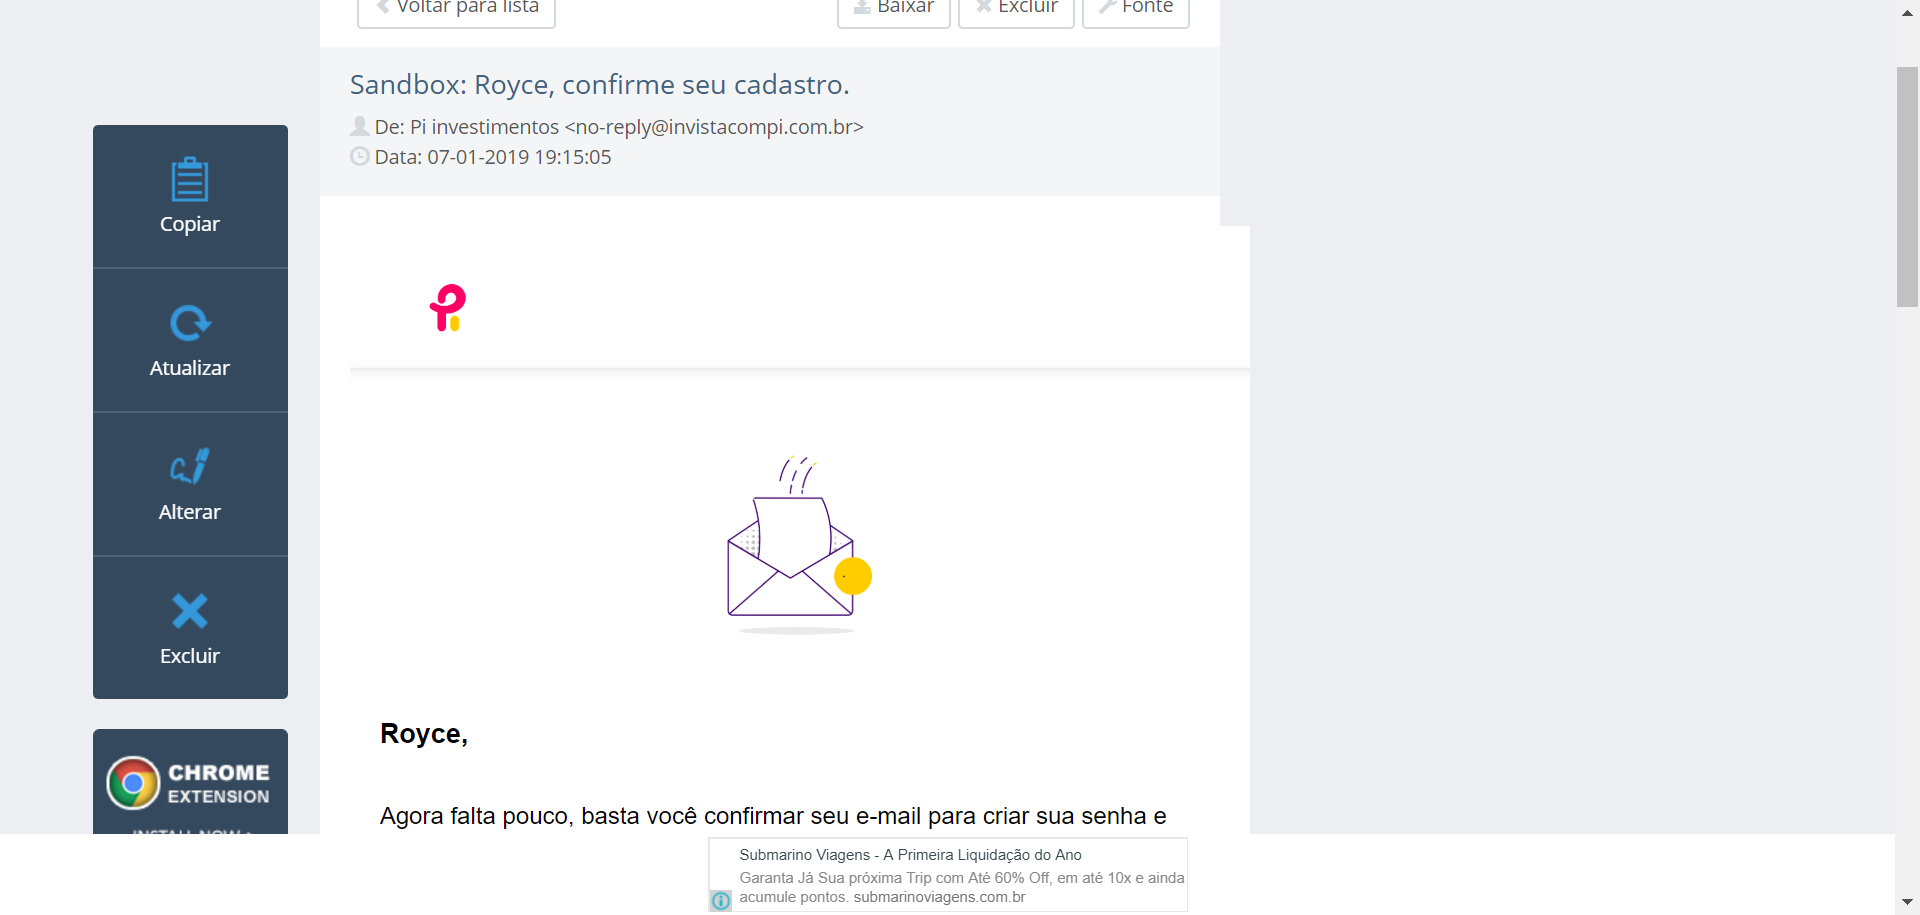 Voltar para lista
Baixar
Excluir
Fonte
Sandbox: Royce, confirme seu cadastro.
De: Pi investimentos <no-reply@invistacompi.com.br>
Data: 07-01-2019 19:15:05
Copiar
Atualizar
Alterar
Excluir
CHROME
EXTENSION
INSTALL NOW
Royce,
Agora falta pouco, basta você confirmar seu e-mail para criar sua senha e
Submarino Viagens - A Primeira Liquidação do Ano
Garanta Já Sua próxima Trip com Até 60% Off, em até 10x e ainda
acumule pontos. submarinoviagens.com.br